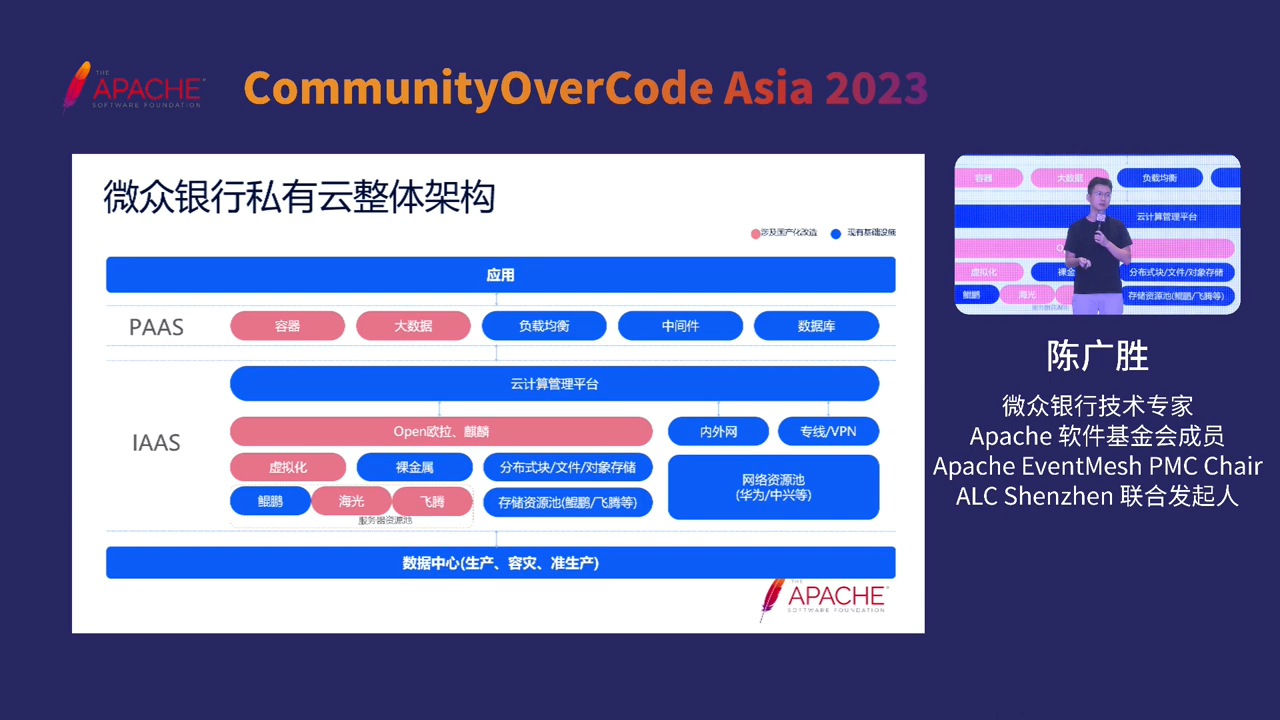 THE
APACHE
SOFTWARE FOUNDATION
CommunityOverCode Asia 2023
微众银行私有云整体架构
涉及国产化改造
现有基础设施
应用
PAAS
容器
大数据
负载均衡
中间件
数据库
云计算管理平台
IAAS
Open欧拉、麒麟
内外网
专线/VPN
虚拟化
裸金属
分布式块/文件/对象存储
网络资源池
(华为/中兴等)
鲲鹏
海光
飞腾
存储资源池(鲲鹏/飞腾等)
服务器资源池
数据中心(生产、容灾、准生产)
THE
APACHE
SOFTWARE FOUNDATION
容器
大数据
负载均衡
云计算管理平台
虚拟化
裸金
分布式块/文件/对象存储
鲲鹏
海光
存储资源池(鲲鹏/飞腾等)
陈广胜
微众银行技术专家
Apache 软件基金会成员
Apache EventMesh PMC Chair
ALC Shenzhen 联合发起人